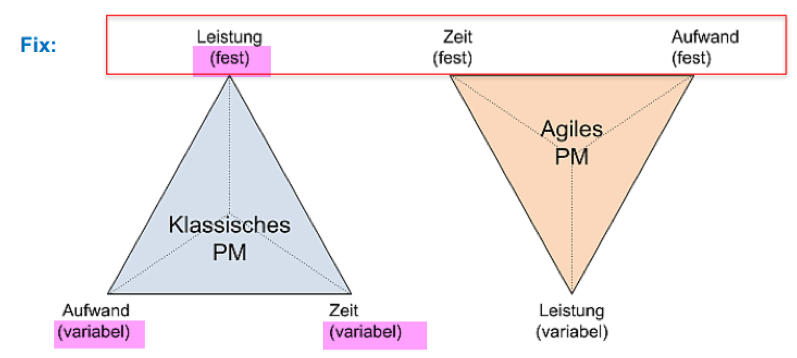 Fix:
Leistung
(fest)
Zeit
(fest)
Aufwand
(fest)
Klassisches
PM
Agiles
PM
Aufwand
(variabel)
Zeit
(variabel)
Leistung
(variabel)